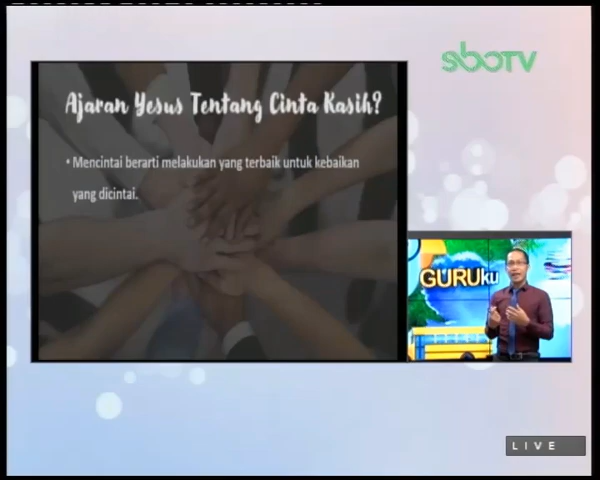 sbotv
Ajaran Yesus Tentang Cinta Kasih?
• Mencintai berarti melakukan yang terbaik untuk kebaikan
yang dicintai.
GURUku
LIVE